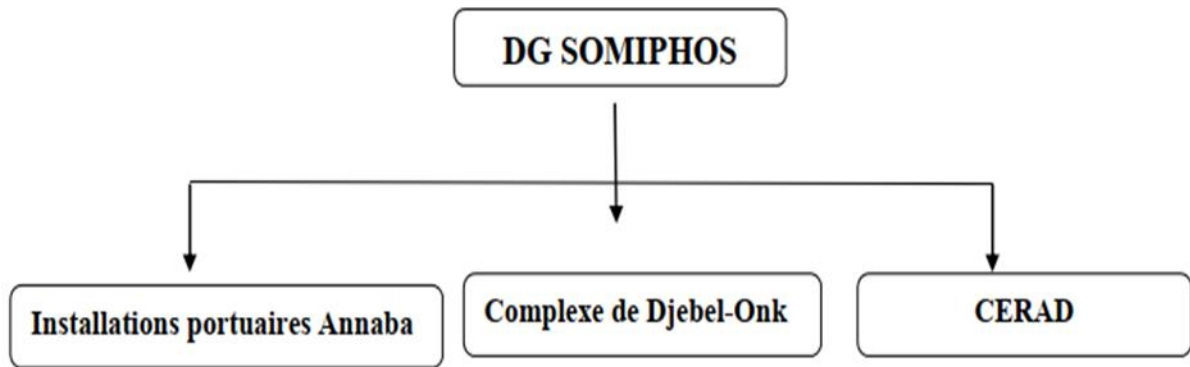 DG SOMIPHOS
Installations portuaires Annaba
Complexe de Djebel-Onk
CERAD